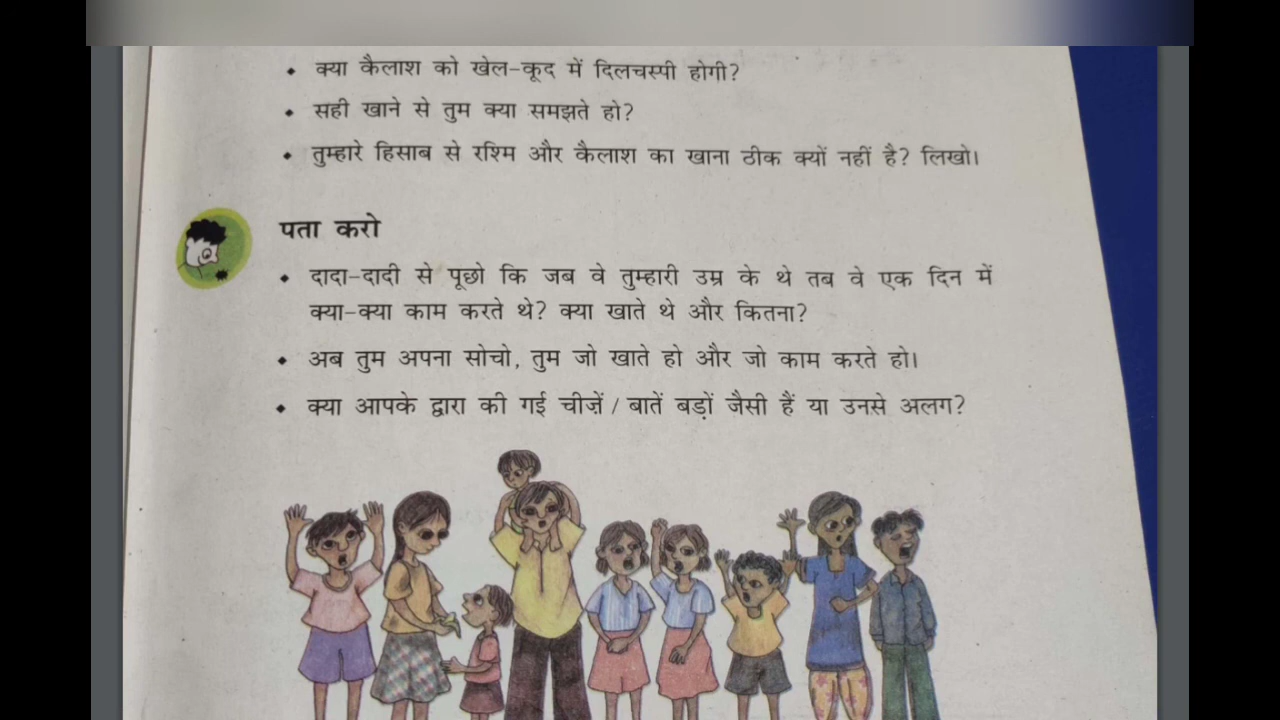 • क्या कैलाश को खेल-कूद में दिलचस्पी होगी?
• सही खाने से तुम क्या समझते हो?
• तुम्हारे हिसाब से रश्मि और कैलाश का खाना ठीक क्यों नहीं है? लिखो।
पता करो
• दादा-दादी से पूछो कि जब वे तुम्हारी उम्र के थे तब वे एक दिन में
क्या-क्या काम करते थे? क्या खाते थे और कितना?
• अब तुम अपना सोचो, तुम जो खाते हो और जो काम करते हो।
• क्या आपके द्वारा की गई चीज़ें / बातें बड़ों जैसी हैं या उनसे अलग?